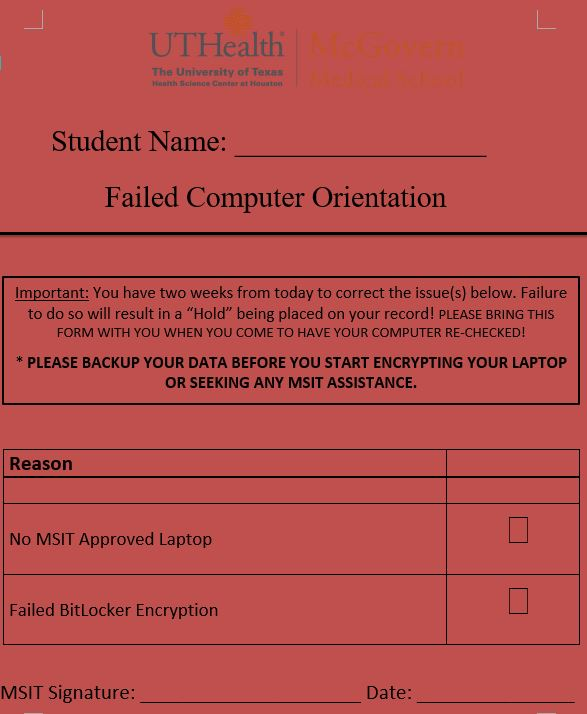 UTHealth®
McGovern
The University of Texas
Health Science Center at Houston
Medical School
Student Name: ____________________
Failed Computer Orientation
Important: You have two weeks from today to correct the issue(s) below. Failure
to do so will result in a “Hold” being placed on your record! PLEASE BRING THIS
FORM WITH YOU WHEN YOU COME TO HAVE YOUR COMPUTER RE-CHECKED!
* PLEASE BACKUP YOUR DATA BEFORE YOU START ENCRYPTING YOUR LAPTOP
OR SEEKING ANY MSIT ASSISTANCE.
Reason
No MSIT Approved Laptop
Failed BitLocker Encryption
MSIT Signature: ____________________ Date: ______________